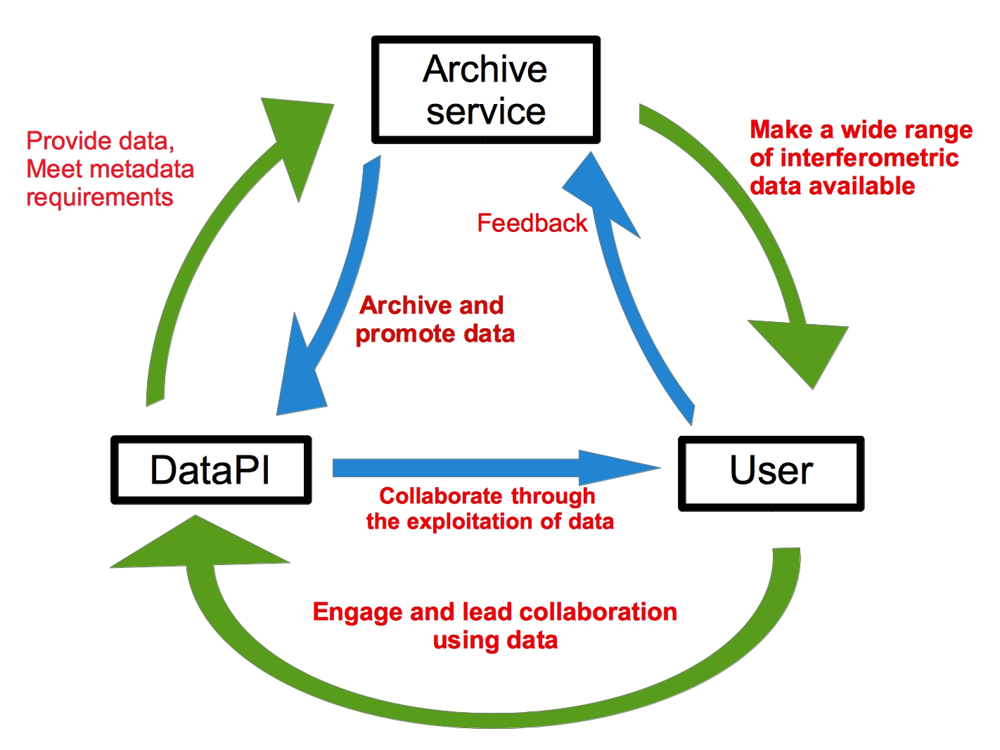 Archive
service
Provide data,
Meet metadata
requirements
Make a wide range
of interferometric
data available
Feedback
Archive and
promote data
DataPI
User
Collaborate through
the exploitation of data
Engage and lead collaboration
using data